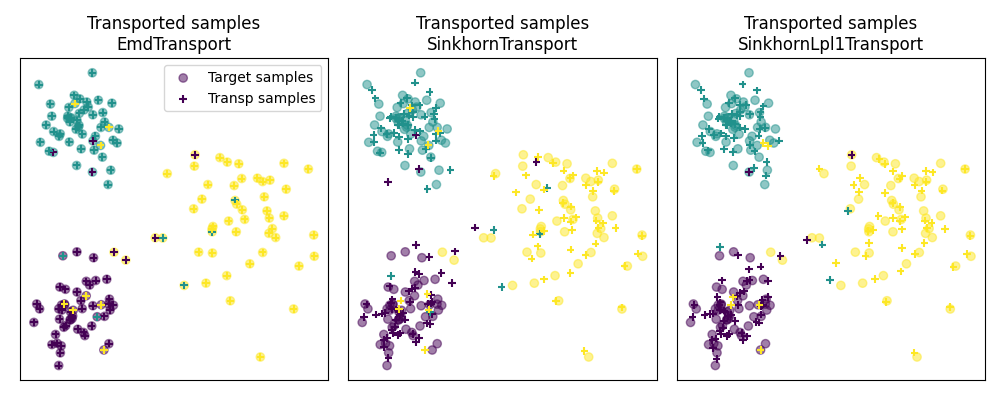 Transported samples
EmdTransport
Target samples
Transp samples
Transported samples
SinkhornTransport
Transported samples
SinkhornLpl1Transport